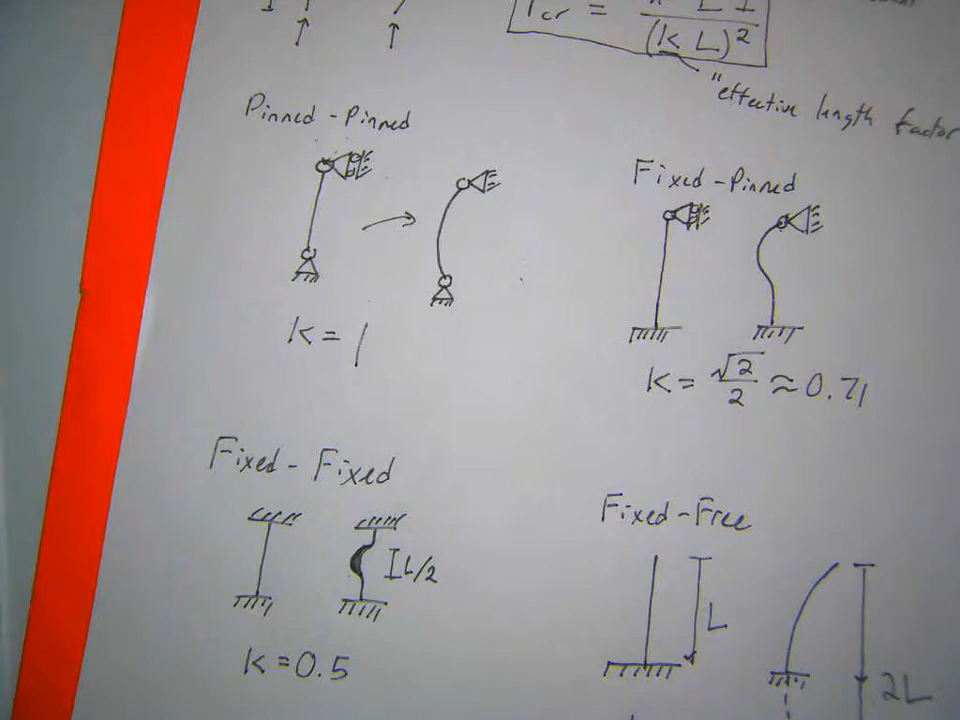 Pcr =
(K L)²
"effective length factor
Pinned - Pinned
K = 1
Fixed - Pinned
K = √2/2 ≈ 0.71
Fixed - Fixed
L/2
K = 0.5
Fixed - Free
L
2L